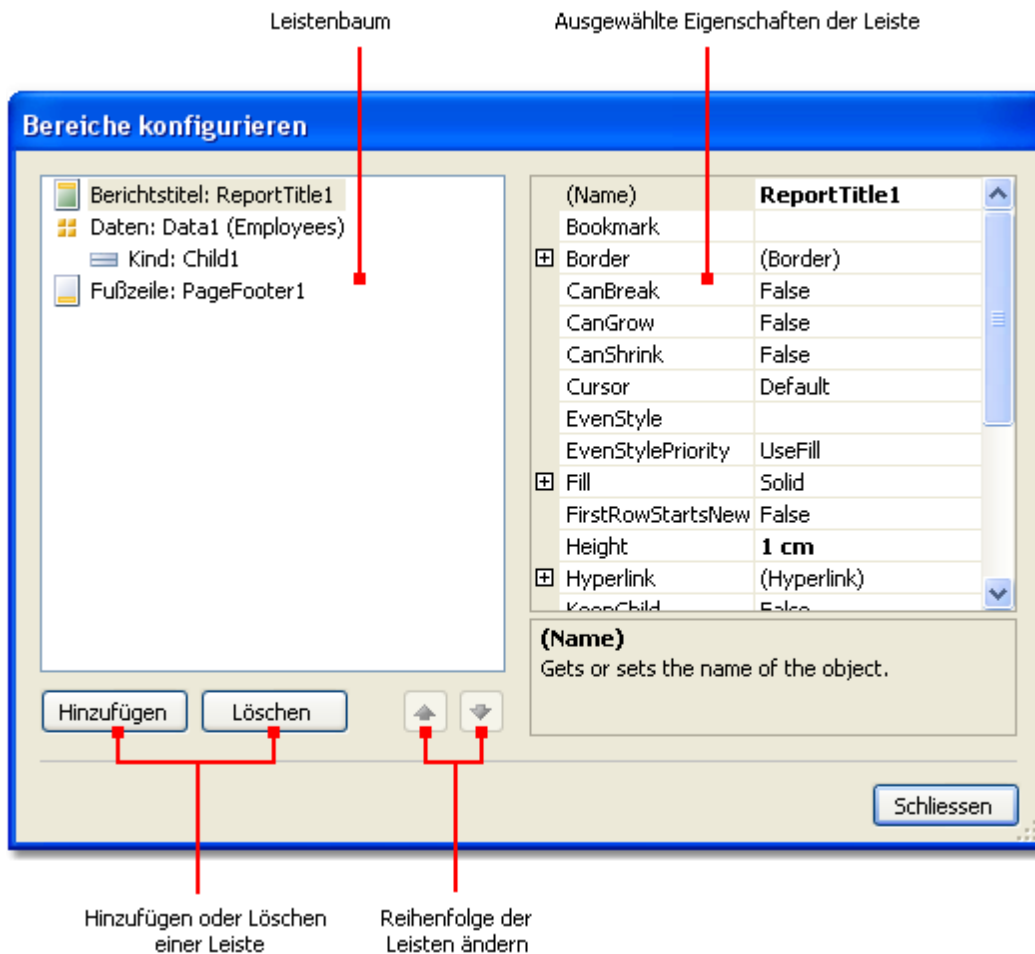 Leistenbaum
Ausgewählte Eigenschaften der Leiste
Bereiche konfigurieren
Berichtstitel: ReportTitle1
Daten: Data1 (Employees)
Kind: Child1
Fußzeile: PageFooter1
(Name) ReportTitle1
Bookmark
Border (Border)
CanBreak False
CanGrow False
CanShrink False
Cursor Default
EvenStyle
EvenStylePriority UseFill
Fill Solid
FirstRowStartsNew False
Height 1 cm
Hyperlink (Hyperlink)
KeepChild False
(Name)
Gets or sets the name of the object.
Hinzufügen Löschen
Schliessen
Hinzufügen oder Löschen
einer Leiste
Reihenfolge der
Leisten ändern